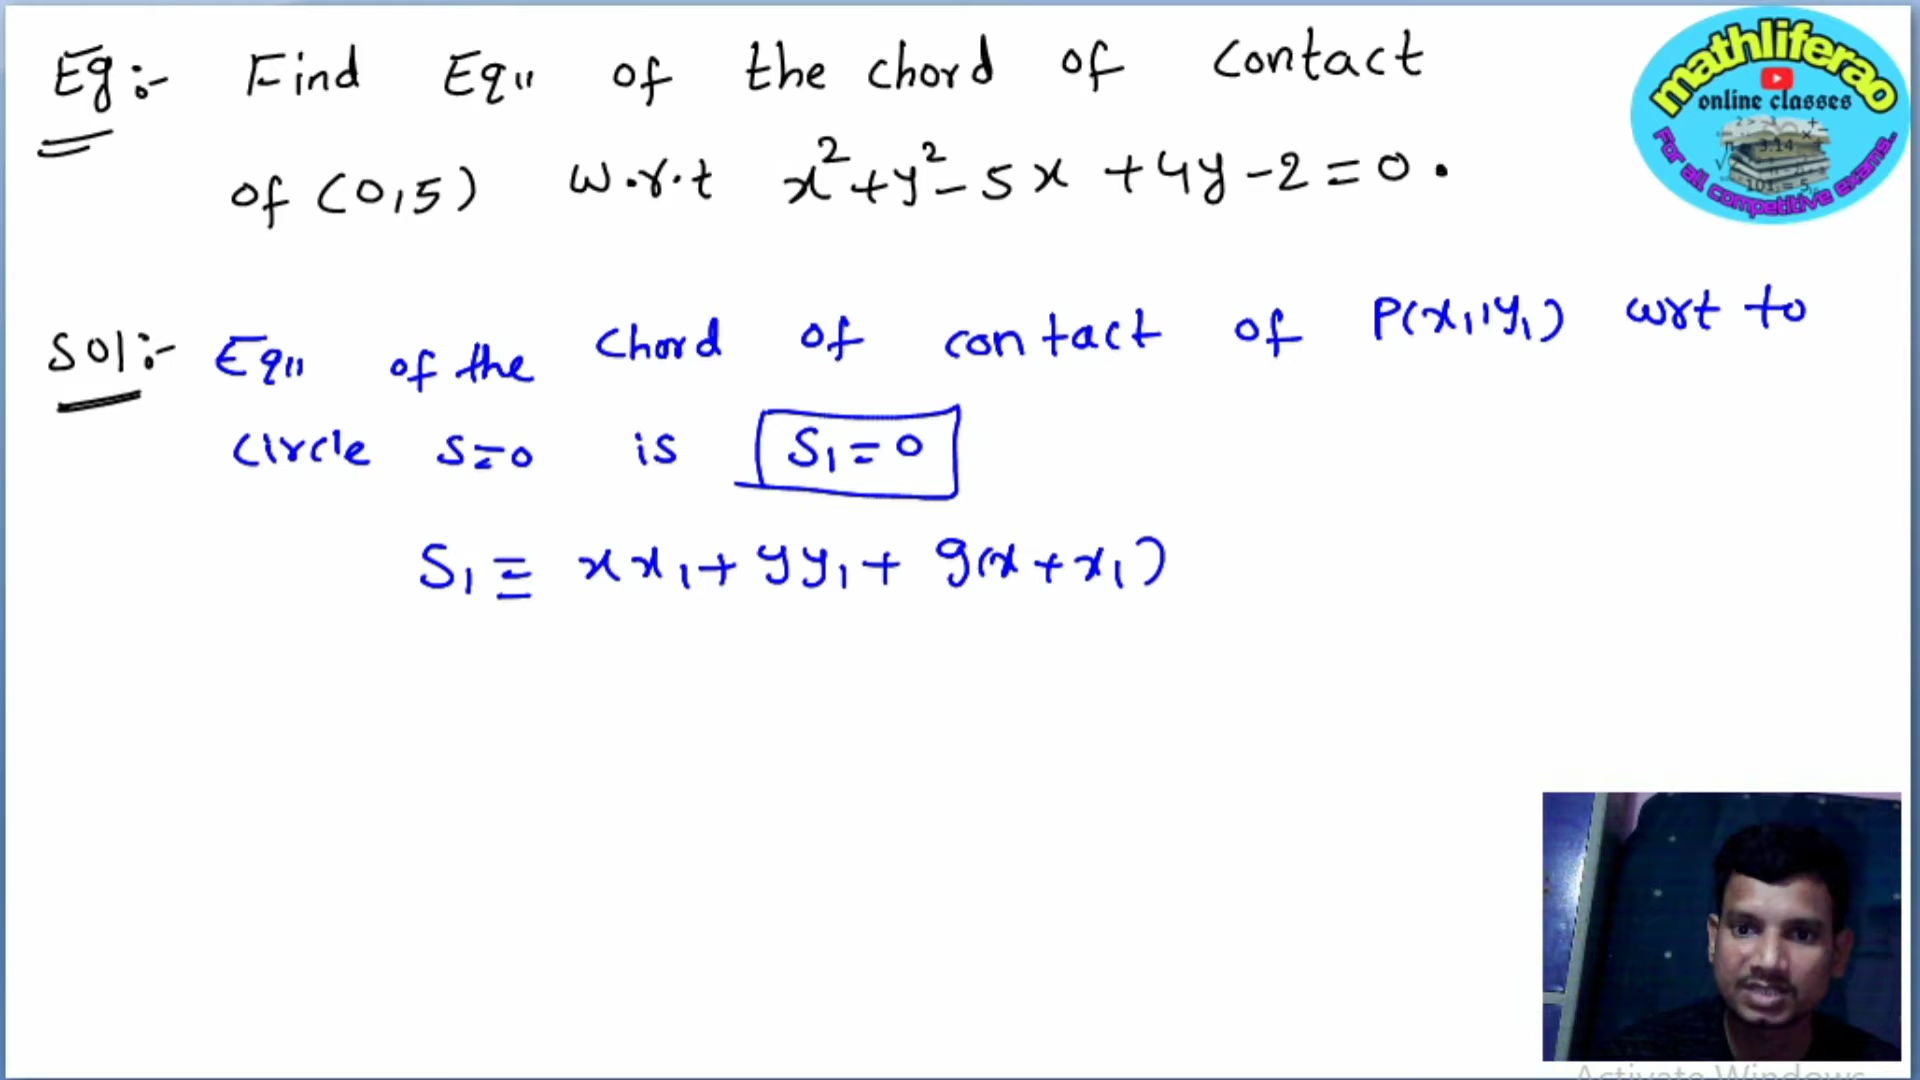 Eg:- Find Eqn of the chord of contact
of (0,5) w.r.t x²+y²-5x+4y-2=0.
Sol:- Eqn of the chord of contact of P(x₁,y₁) wrt to
circle S=0 is S₁=0
S₁ ≡ xx₁+yy₁+g(x+x₁)
mathliferao
online classes
For all competitive exams..
Activate Windows